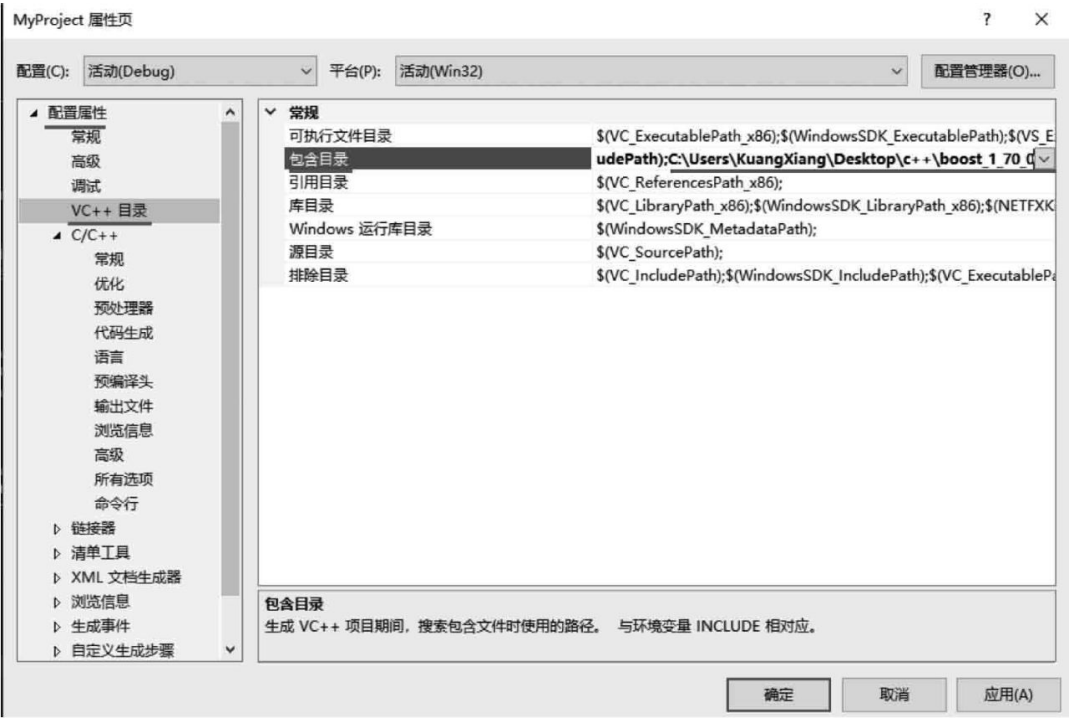 MyProject 属性页
? ×
配置(C): 活动(Debug) 平台(P): 活动(Win32) 配置管理器(O)...
配置属性
常规
高级
调试
VC++ 目录
C/C++
常规
优化
预处理器
代码生成
语言
预编译头
输出文件
浏览信息
高级
所有选项
命令行
链接器
清单工具
XML 文档生成器
浏览信息
生成事件
自定义生成步骤
常规
可执行文件目录 $(VC_ExecutablePath_x86);$(WindowsSDK_ExecutablePath);$(VS_E
包含目录 udePath);C:\Users\KuangXiang\Desktop\c++\boost_1_70_0
引用目录 $(VC_ReferencesPath_x86);
库目录 $(VC_LibraryPath_x86);$(WindowsSDK_LibraryPath_x86);$(NETFXK
Windows 运行库目录 $(WindowsSDK_MetadataPath);
源目录 $(VC_SourcePath);
排除目录 $(VC_IncludePath);$(WindowsSDK_IncludePath);$(VC_ExecutablePa
包含目录
生成 VC++ 项目期间，搜索包含文件时使用的路径。 与环境变量 INCLUDE 相对应。
确定 取消 应用(A)